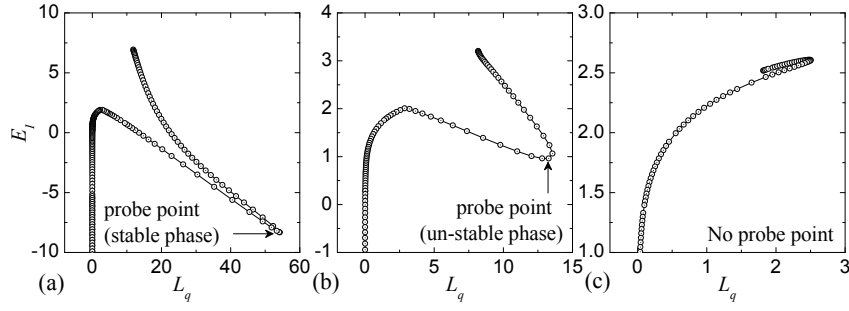 10
5
0
-5
-10
E_l
0 20 40 60
L_q
probe point
(stable phase)
(a)
4
3
2
1
0
-1
0 5 10 15
L_q
probe point
(un-stable phase)
(b)
3.0
2.5
2.0
1.5
1.0
0 1 2 3
L_q
No probe point
(c)